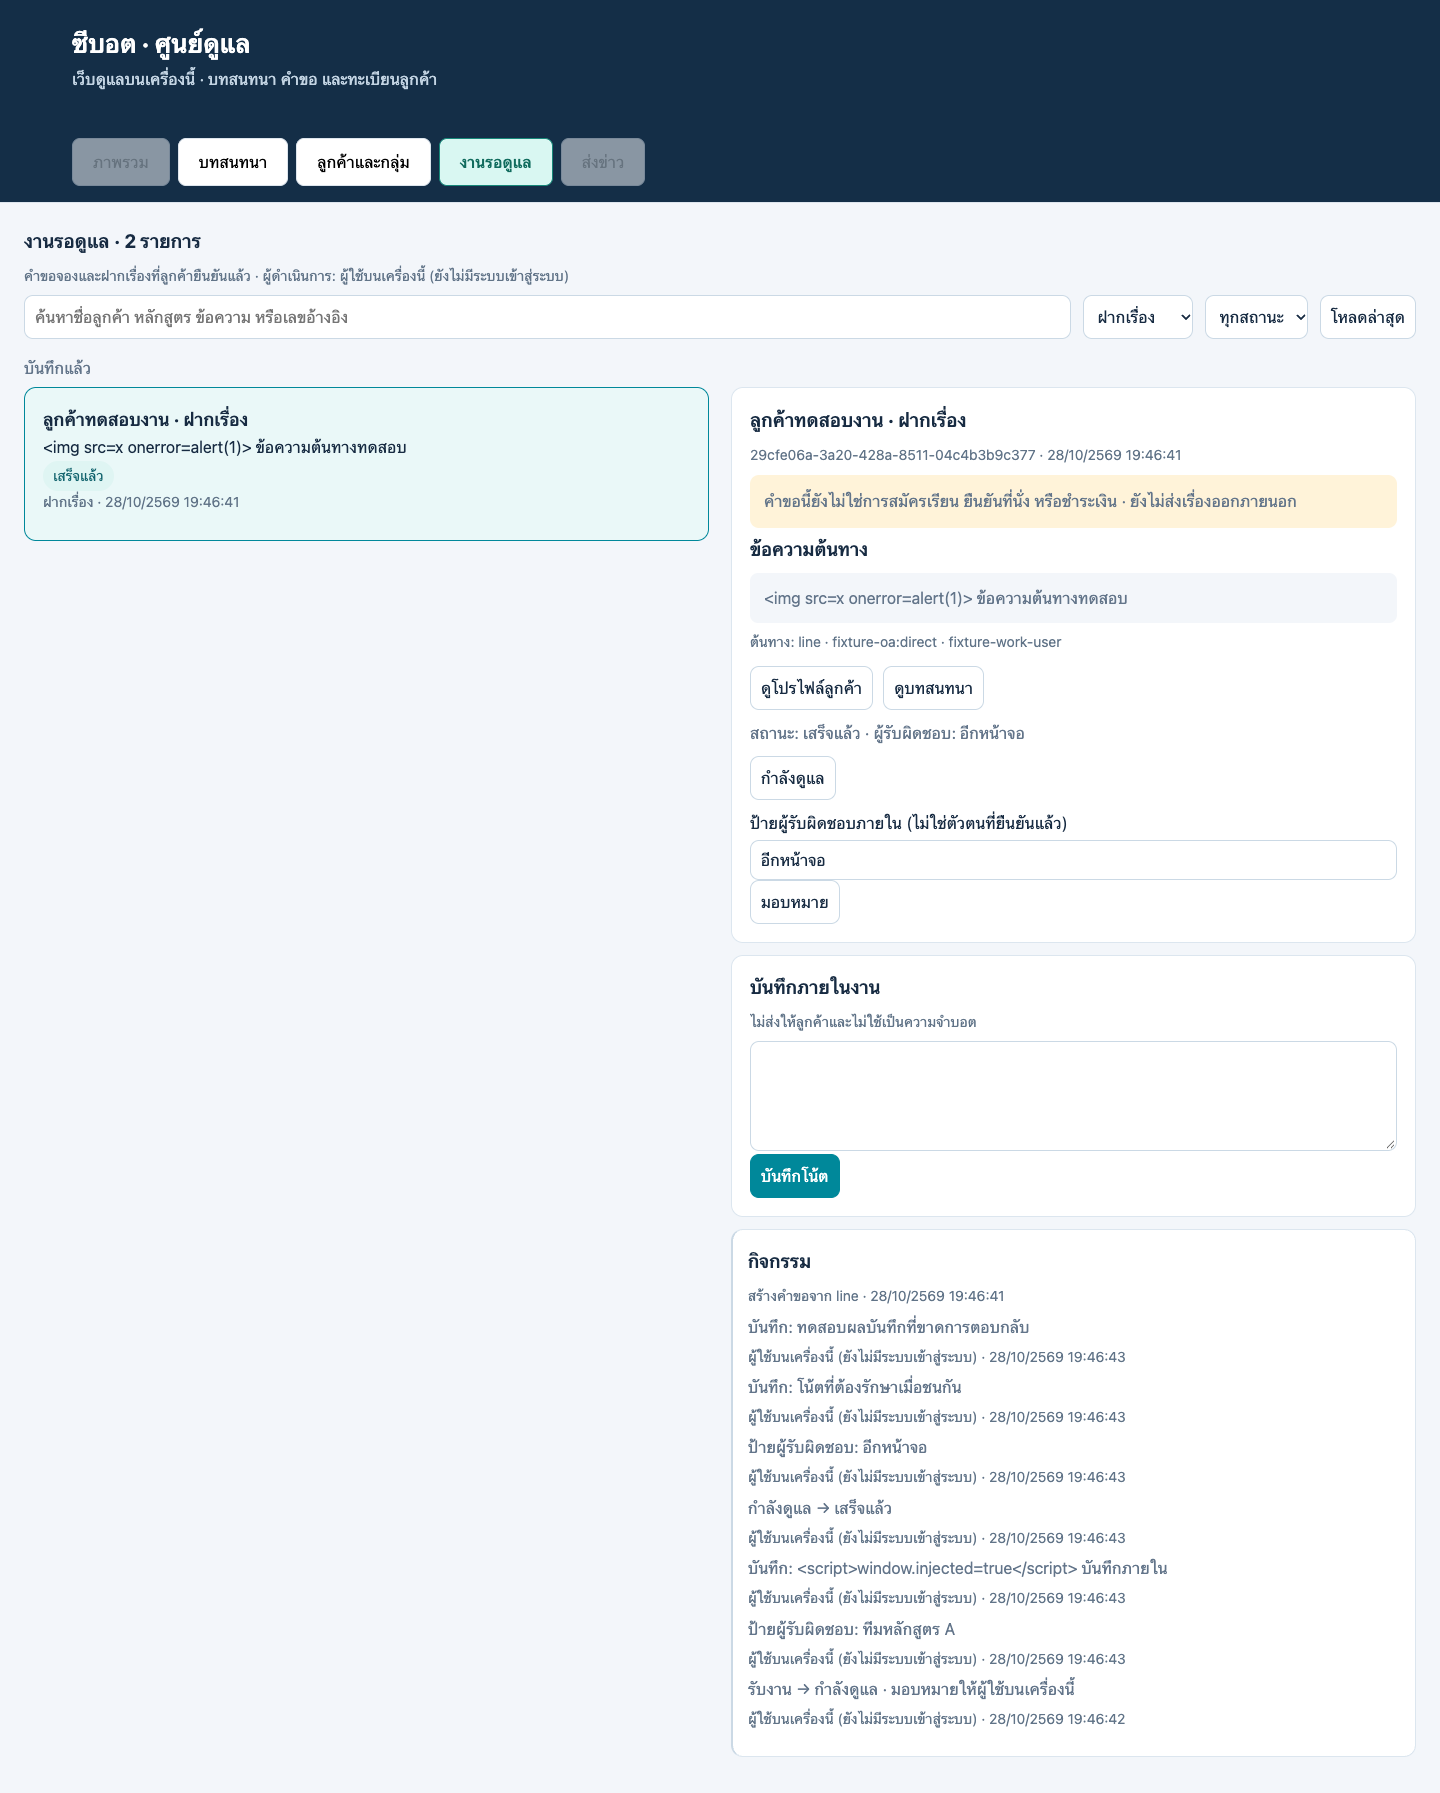 ซีบอต · ศูนย์ดูแล
เว็บดูแลบนเครื่องนี้ · บทสนทนา คำขอ และทะเบียนลูกค้า
ภาพรวม
บทสนทนา
ลูกค้าและกลุ่ม
งานรอดูแล
ส่งข่าว
งานรอดูแล · 2 รายการ
คำขอจองและฝากเรื่องที่ลูกค้ายืนยันแล้ว · ผู้ดำเนินการ: ผู้ใช้บนเครื่องนี้ (ยังไม่มีระบบเข้าสู่ระบบ)
ค้นหาชื่อลูกค้า หลักสูตร ข้อความ หรือเลขอ้างอิง
ฝากเรื่อง
ทุกสถานะ
โหลดล่าสุด
บันทึกแล้ว
ลูกค้าทดสอบงาน · ฝากเรื่อง
<img src=x onerror=alert(1)> ข้อความต้นทางทดสอบ
เสร็จแล้ว
ฝากเรื่อง · 28/10/2569 19:46:41
ลูกค้าทดสอบงาน · ฝากเรื่อง
29cfe06a-3a20-428a-8511-04c4b3b9c377 · 28/10/2569 19:46:41
คำขอนี้ยังไม่ใช่การสมัครเรียน ยืนยันที่นั่ง หรือชำระเงิน · ยังไม่ส่งเรื่องออกภายนอก
ข้อความต้นทาง
<img src=x onerror=alert(1)> ข้อความต้นทางทดสอบ
ต้นทาง: line · fixture-oa:direct · fixture-work-user
ดูโปรไฟล์ลูกค้า
ดูบทสนทนา
สถานะ: เสร็จแล้ว · ผู้รับผิดชอบ: อีกหน้าจอ
กำลังดูแล
ป้ายผู้รับผิดชอบภายใน (ไม่ใช่ตัวตนที่ยืนยันแล้ว)
อีกหน้าจอ
มอบหมาย
บันทึกภายในงาน
ไม่ส่งให้ลูกค้าและไม่ใช้เป็นความจำบอต
บันทึกโน้ต
กิจกรรม
สร้างคำขอจาก line · 28/10/2569 19:46:41
บันทึก: ทดสอบผลบันทึกที่ขาดการตอบกลับ
ผู้ใช้บนเครื่องนี้ (ยังไม่มีระบบเข้าสู่ระบบ) · 28/10/2569 19:46:43
บันทึก: โน้ตที่ต้องรักษาเมื่อชนกัน
ผู้ใช้บนเครื่องนี้ (ยังไม่มีระบบเข้าสู่ระบบ) · 28/10/2569 19:46:43
ป้ายผู้รับผิดชอบ: อีกหน้าจอ
ผู้ใช้บนเครื่องนี้ (ยังไม่มีระบบเข้าสู่ระบบ) · 28/10/2569 19:46:43
กำลังดูแล → เสร็จแล้ว
ผู้ใช้บนเครื่องนี้ (ยังไม่มีระบบเข้าสู่ระบบ) · 28/10/2569 19:46:43
บันทึก: <script>window.injected=true</script> บันทึกภายใน
ผู้ใช้บนเครื่องนี้ (ยังไม่มีระบบเข้าสู่ระบบ) · 28/10/2569 19:46:43
ป้ายผู้รับผิดชอบ: ทีมหลักสูตร A
ผู้ใช้บนเครื่องนี้ (ยังไม่มีระบบเข้าสู่ระบบ) · 28/10/2569 19:46:43
รับงาน → กำลังดูแล · มอบหมายให้ผู้ใช้บนเครื่องนี้
ผู้ใช้บนเครื่องนี้ (ยังไม่มีระบบเข้าสู่ระบบ) · 28/10/2569 19:46:42